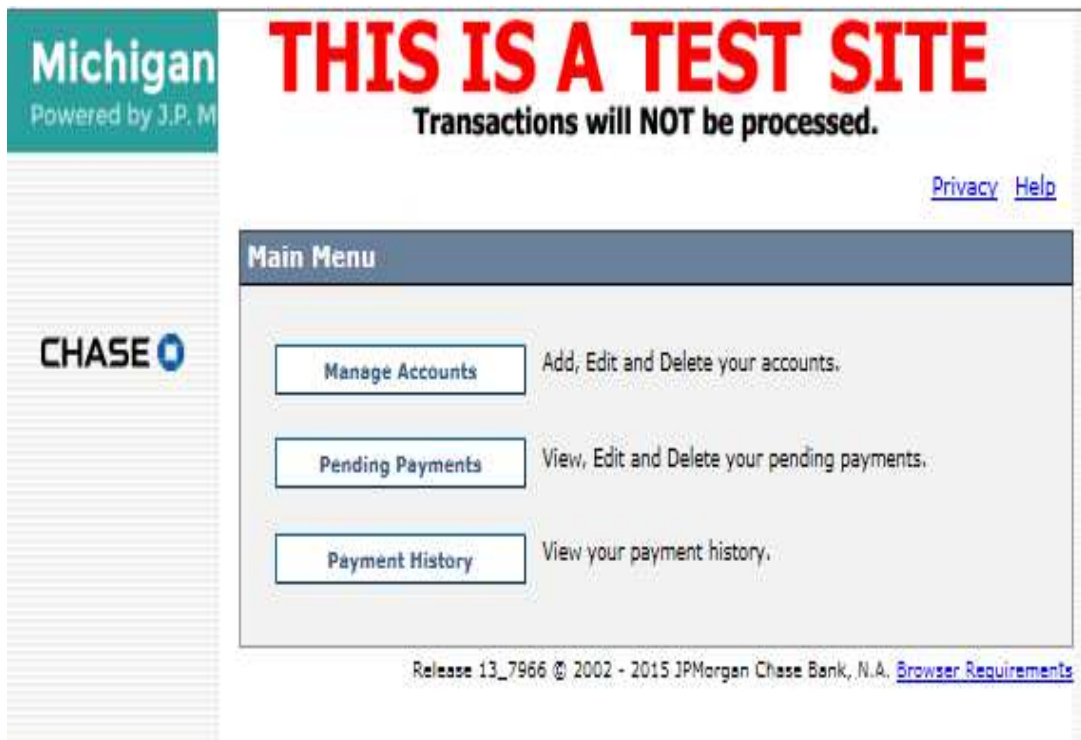 Michigan
Powered by J.P. M
THIS IS A TEST SITE
Transactions will NOT be processed.
Privacy Help
Main Menu
CHASE
Manage Accounts
Add, Edit and Delete your accounts.
Pending Payments
View, Edit and Delete your pending payments.
Payment History
View your payment history.
Release 13_7966 © 2002 - 2015 JPMorgan Chase Bank, N.A. Browser Requirements